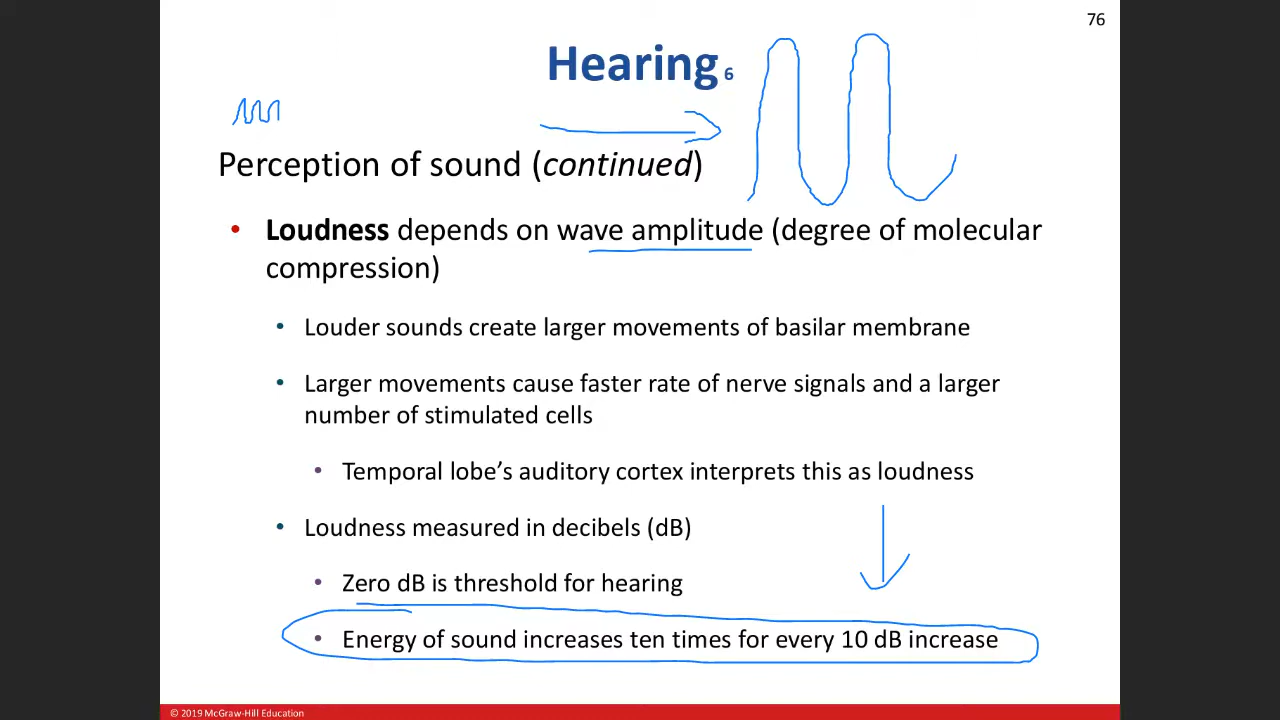 76
Hearing 6
Perception of sound (continued)
• Loudness depends on wave amplitude (degree of molecular
compression)
• Louder sounds create larger movements of basilar membrane
• Larger movements cause faster rate of nerve signals and a larger
number of stimulated cells
• Temporal lobe’s auditory cortex interprets this as loudness
• Loudness measured in decibels (dB)
• Zero dB is threshold for hearing
• Energy of sound increases ten times for every 10 dB increase
© 2019 McGraw-Hill Education